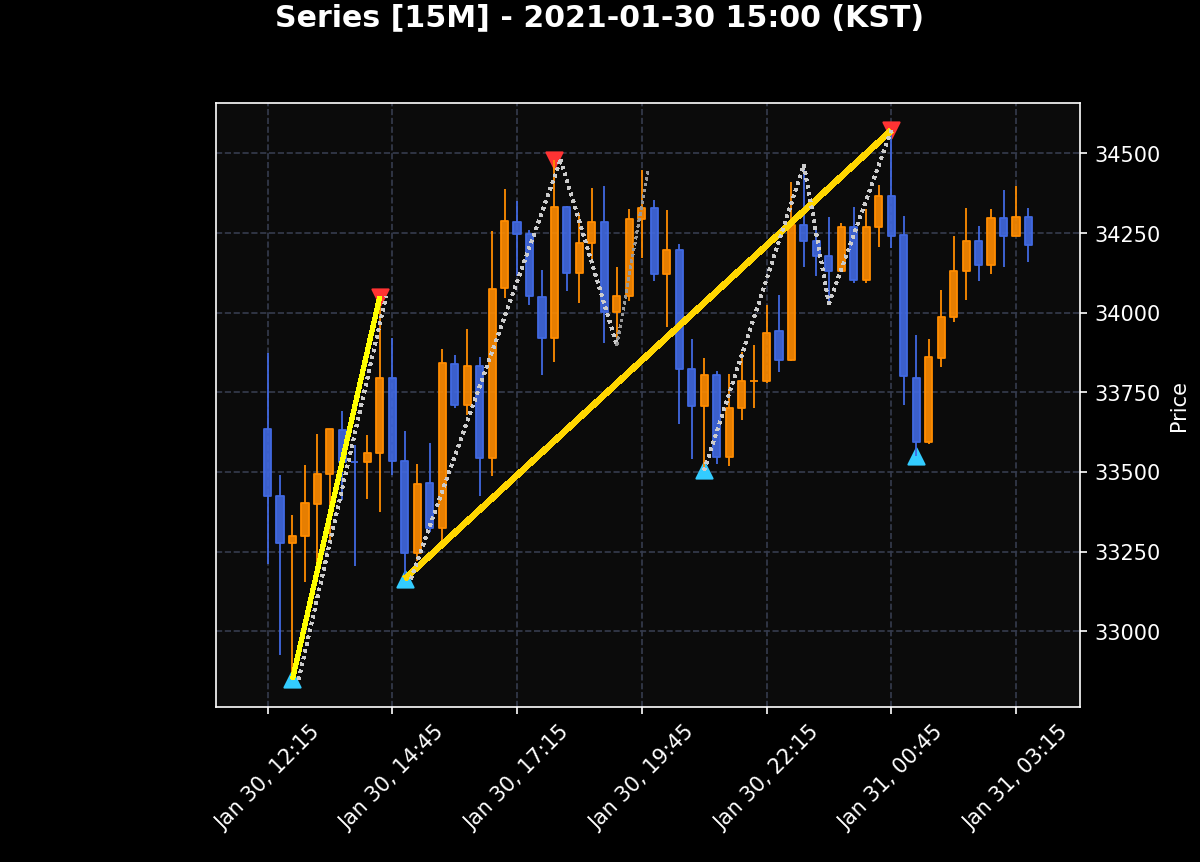 Series [15M] - 2021-01-30 15:00 (KST)
34500
34250
34000
33750
33500
33250
33000
Price
Jan 30, 12:15
Jan 30, 14:45
Jan 30, 17:15
Jan 30, 19:45
Jan 30, 22:15
Jan 31, 00:45
Jan 31, 03:15